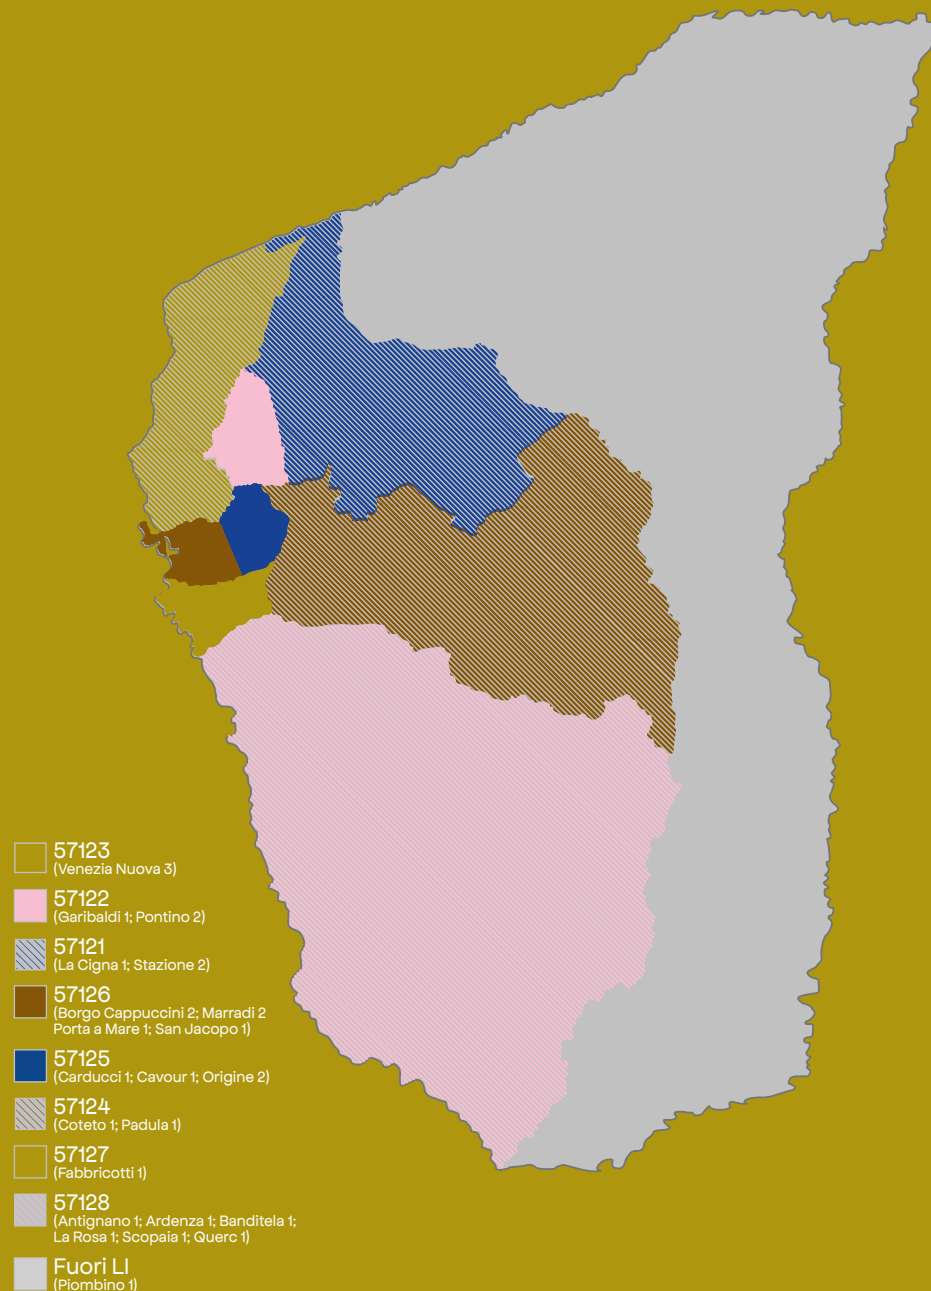 57123
(Venezia Nuova 3)
57122
(Garibaldi 1; Pontino 2)
57121
(La Cigna 1; Stazione 2)
57126
(Borgo Cappuccini 2; Marradi 2
Porta a Mare 1; San Jacopo 1)
57125
(Carducci 1; Cavour 1; Origine 2)
57124
(Coteto 1; Padula 1)
57127
(Fabbricotti 1)
57128
(Antignano 1; Ardenza 1; Banditela 1;
La Rosa 1; Scopaia 1; Querc 1)
Fuori LI
(Piombino 1)